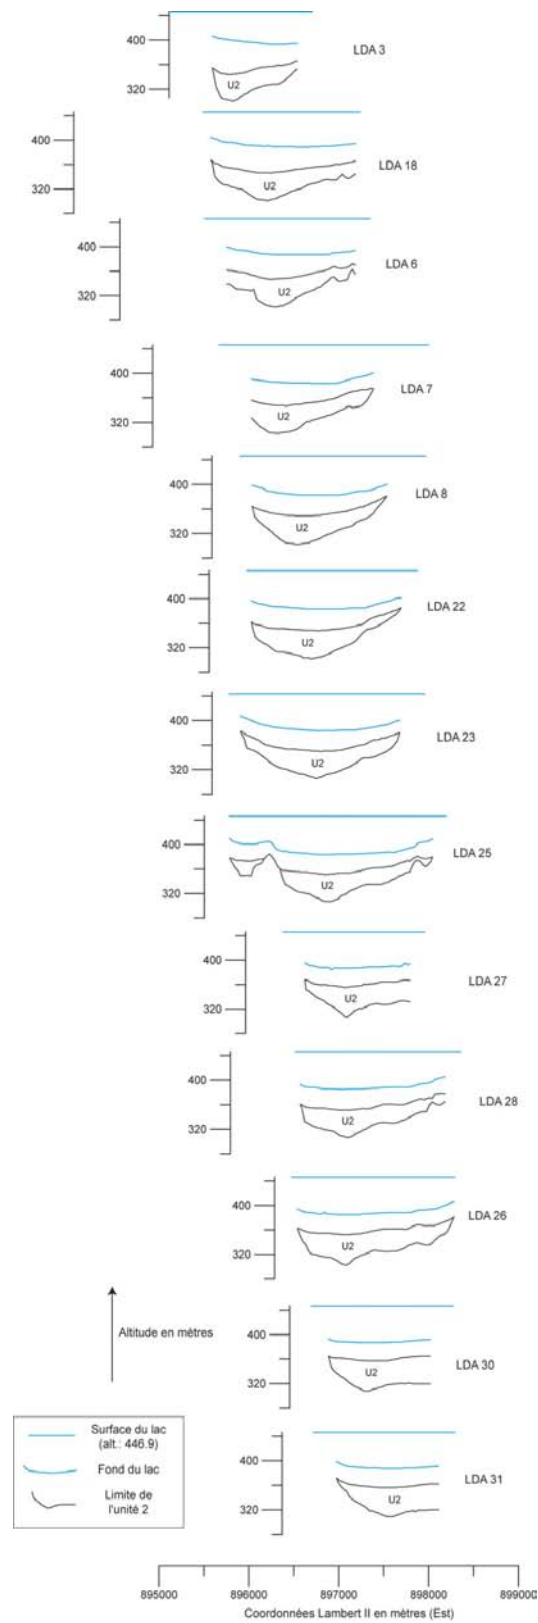 400
LDA 3
320
U2
400
LDA 18
320
U2
400
LDA 6
320
U2
400
LDA 7
320
U2
400
LDA 8
320
U2
400
LDA 22
320
U2
400
LDA 23
320
U2
400
LDA 25
320
U2
400
LDA 27
320
U2
400
LDA 28
320
U2
400
LDA 26
320
U2
Altitude en mètres
400
LDA 30
320
U2
Surface du lac
(alt.: 446.9)
Fond du lac
Limite de
l'unité 2
400
LDA 31
320
U2
895000 896000 897000 898000 899000
Coordonnées Lambert II en mètres (Est)